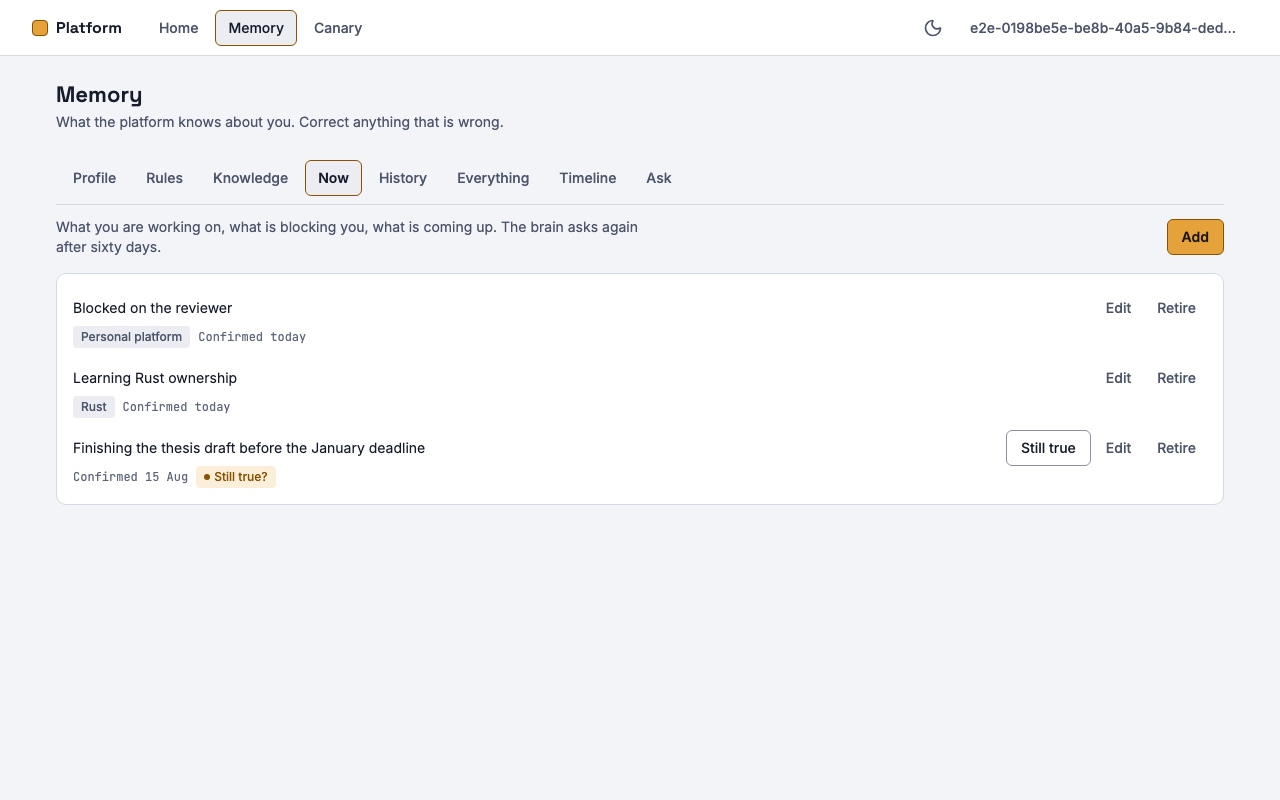 Platform Home Memory Canary e2e-0198be5e-be8b-40a5-9b84-ded...
Memory
What the platform knows about you. Correct anything that is wrong.
Profile Rules Knowledge Now History Everything Timeline Ask
What you are working on, what is blocking you, what is coming up. The brain asks again
after sixty days.
Add
Blocked on the reviewer Edit Retire
Personal platform Confirmed today
Learning Rust ownership Edit Retire
Rust Confirmed today
Finishing the thesis draft before the January deadline Still true Edit Retire
Confirmed 15 Aug Still true?